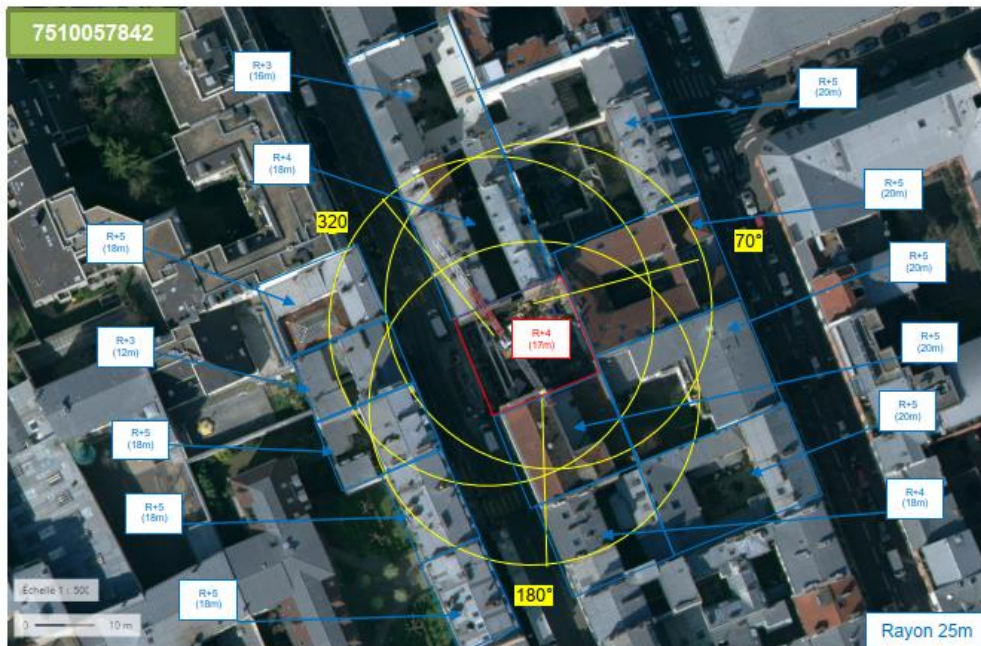 7510057842
R+3
(16m)
R+5
(20m)
R+4
(18m)
R+5
(20m)
320
R+5
(18m)
70°
R+5
(20m)
R+4
(17m)
R+3
(12m)
R+5
(20m)
R+5
(20m)
R+5
(18m)
R+4
(18m)
R+5
(18m)
Échelle 1 : 500
0
10 m
R+5
(18m)
180°
Rayon 25m